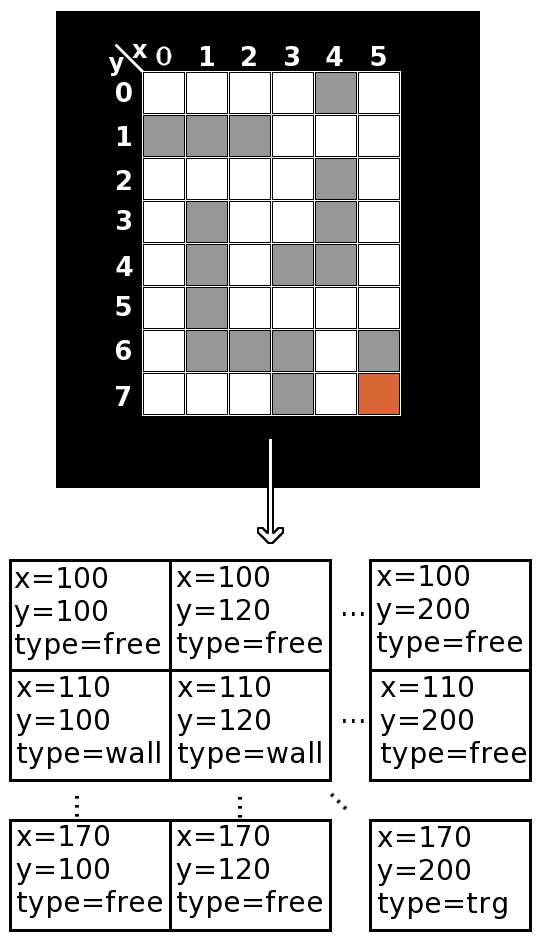 x 0 1 2 3 4 5
y
0
1
2
3
4
5
6
7
x=100 x=100 x=100
y=100 y=120 ... y=200
type=free type=free type=free
x=110 x=110 x=110
y=100 y=120 ... y=200
type=wall type=wall type=free
x=170 x=170 x=170
y=100 y=120 y=200
type=free type=free type=trg